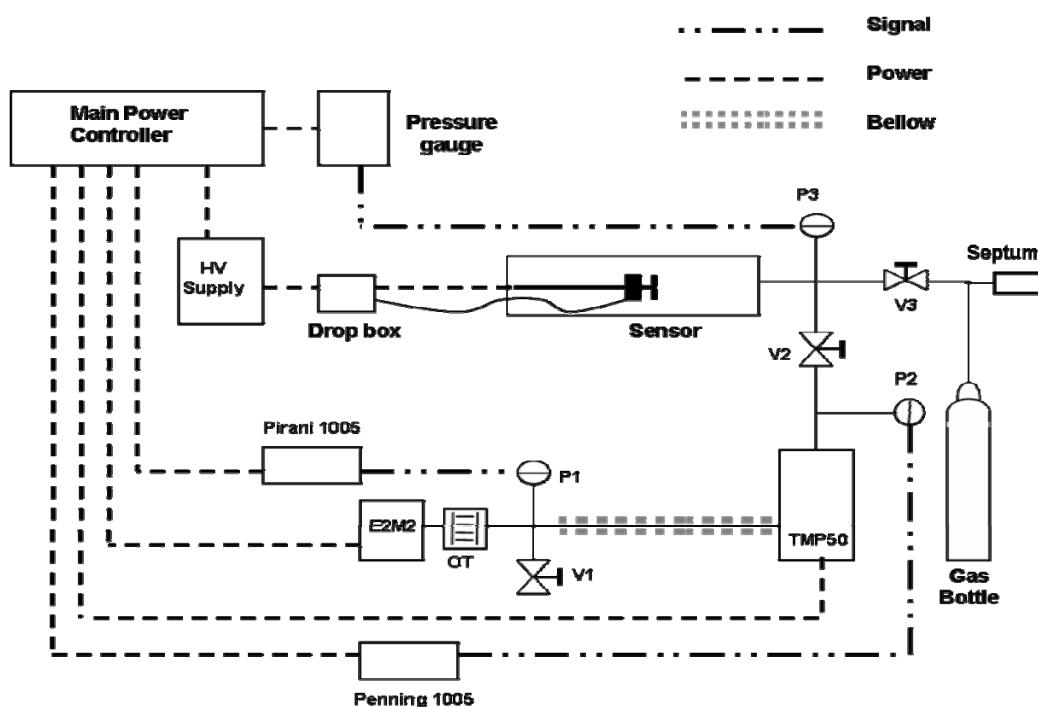 Signal
Power
Bellow
Main Power
Controller
Pressure
gauge
P3
HV
Supply
Drop box
Sensor
V3
Septum
V2
P2
Pirani 1005
P1
E2M2
OT
V1
TMP50
Gas
Bottle
Penning 1005